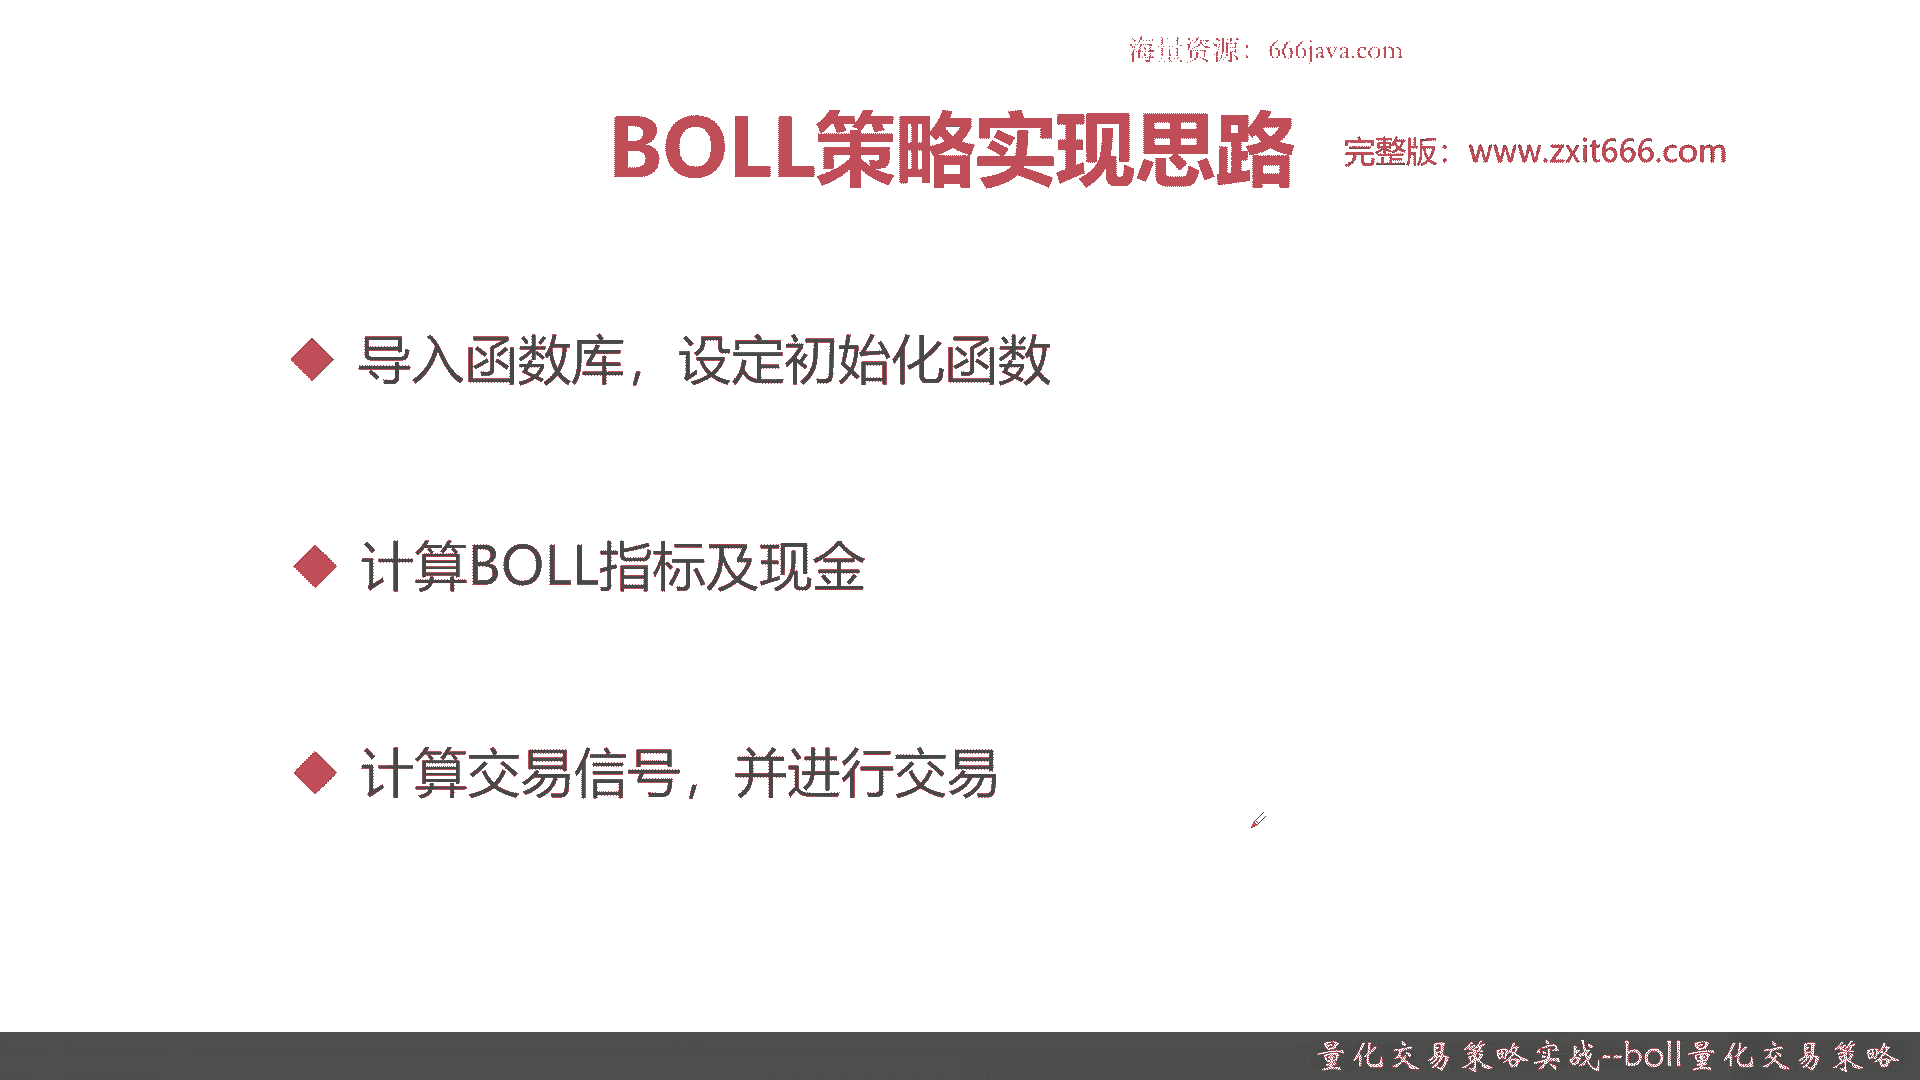 海量资源：666java.com
BOLL策略实现思路
完整版：www.zxit666.com
导入函数库，设定初始化函数
计算BOLL指标及现金
计算交易信号，并进行交易
量化交易策略实战--boll量化交易策略